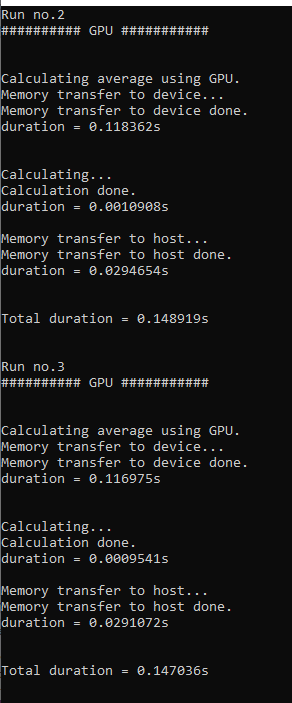 Run no.2
########## GPU ###########
Calculating average using GPU.
Memory transfer to device...
Memory transfer to device done.
duration = 0.118362s
Calculating...
Calculation done.
duration = 0.0010908s
Memory transfer to host...
Memory transfer to host done.
duration = 0.0294654s
Total duration = 0.148919s
Run no.3
########## GPU ###########
Calculating average using GPU.
Memory transfer to device...
Memory transfer to device done.
duration = 0.116975s
Calculating...
Calculation done.
duration = 0.0009541s
Memory transfer to host...
Memory transfer to host done.
duration = 0.0291072s
Total duration = 0.147036s